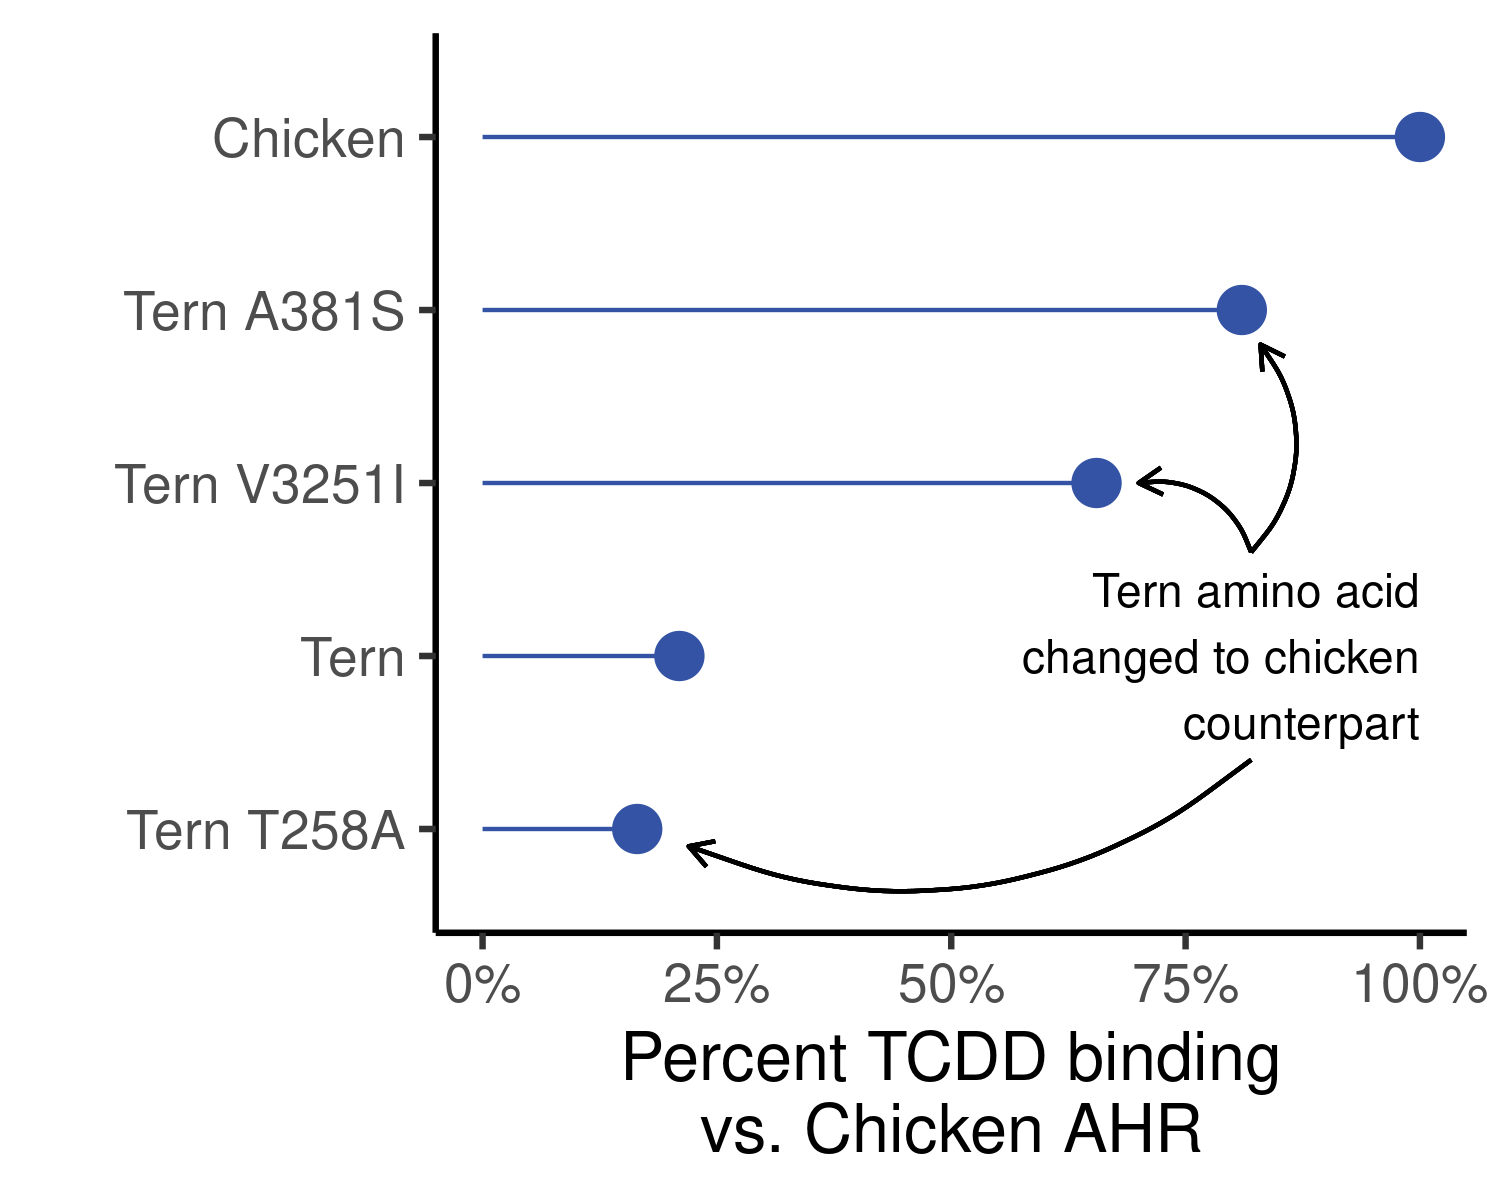 Chicken
Tern A381S
Tern V3251I
Tern amino acid
changed to chicken
counterpart
Tern
Tern T258A
0% 25% 50% 75% 100%
Percent TCDD binding
vs. Chicken AHR